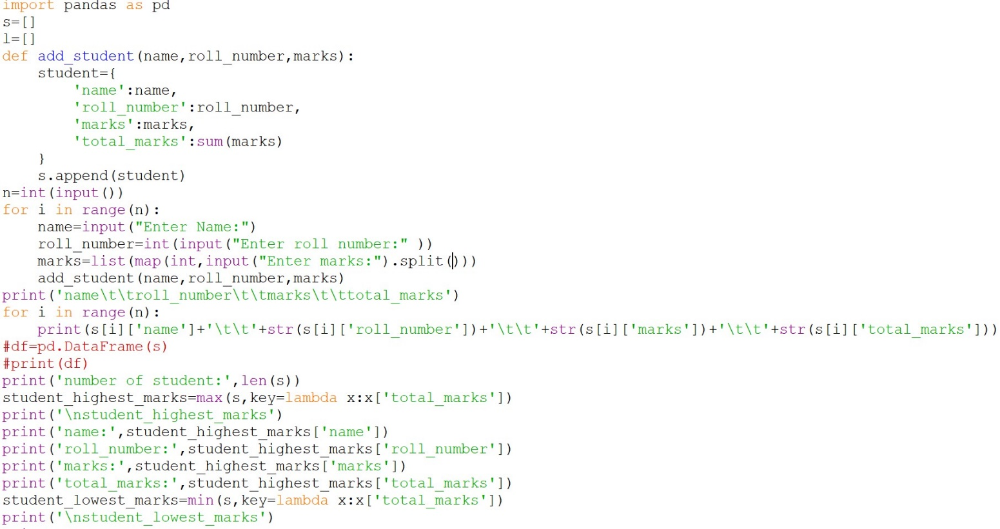 import pandas as pd
s=[]
l=[]
def add_student(name,roll_number,marks):
    student={
        'name':name,
        'roll_number':roll_number,
        'marks':marks,
        'total_marks':sum(marks)
    }
    s.append(student)
n=int(input())
for i in range(n):
    name=input("Enter Name:")
    roll_number=int(input("Enter roll number:" ))
    marks=list(map(int,input("Enter marks:").split()))
    add_student(name,roll_number,marks)
print('name\t\troll_number\t\tmarks\t\ttotal_marks')
for i in range(n):
    print(s[i]['name']+'\t\t'+str(s[i]['roll_number'])+'\t\t'+str(s[i]['marks'])+'\t\t'+str(s[i]['total_marks']))
#df=pd.DataFrame(s)
#print(df)
print('number of student:',len(s))
student_highest_marks=max(s,key=lambda x:x['total_marks'])
print('\nstudent_highest_marks')
print('name:',student_highest_marks['name'])
print('roll_number:',student_highest_marks['roll_number'])
print('marks:',student_highest_marks['marks'])
print('total_marks:',student_highest_marks['total_marks'])
student_lowest_marks=min(s,key=lambda x:x['total_marks'])
print('\nstudent_lowest_marks')